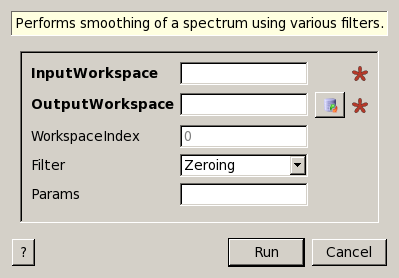 Performs smoothing of a spectrum using various filters.
InputWorkspace
OutputWorkspace
WorkspaceIndex 0
Filter Zeroing
Params
? Run Cancel